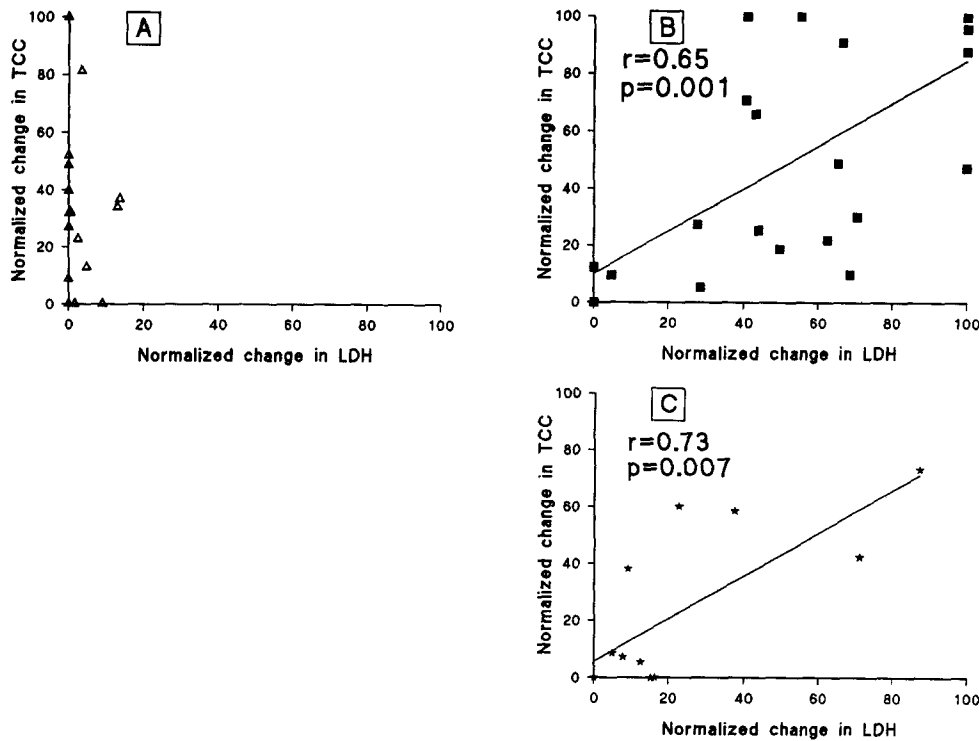 A
Normalized change in TCC
100
80
60
40
20
0
0 20 40 60 80 100
Normalized change in LDH
B
r=0.65
p=0.001
Normalized change in TCC
100
80
60
40
20
0
0 20 40 60 80 100
Normalized change in LDH
C
r=0.73
p=0.007
Normalized change in TCC
100
80
60
40
20
0
0 20 40 60 80 100
Normalized change in LDH